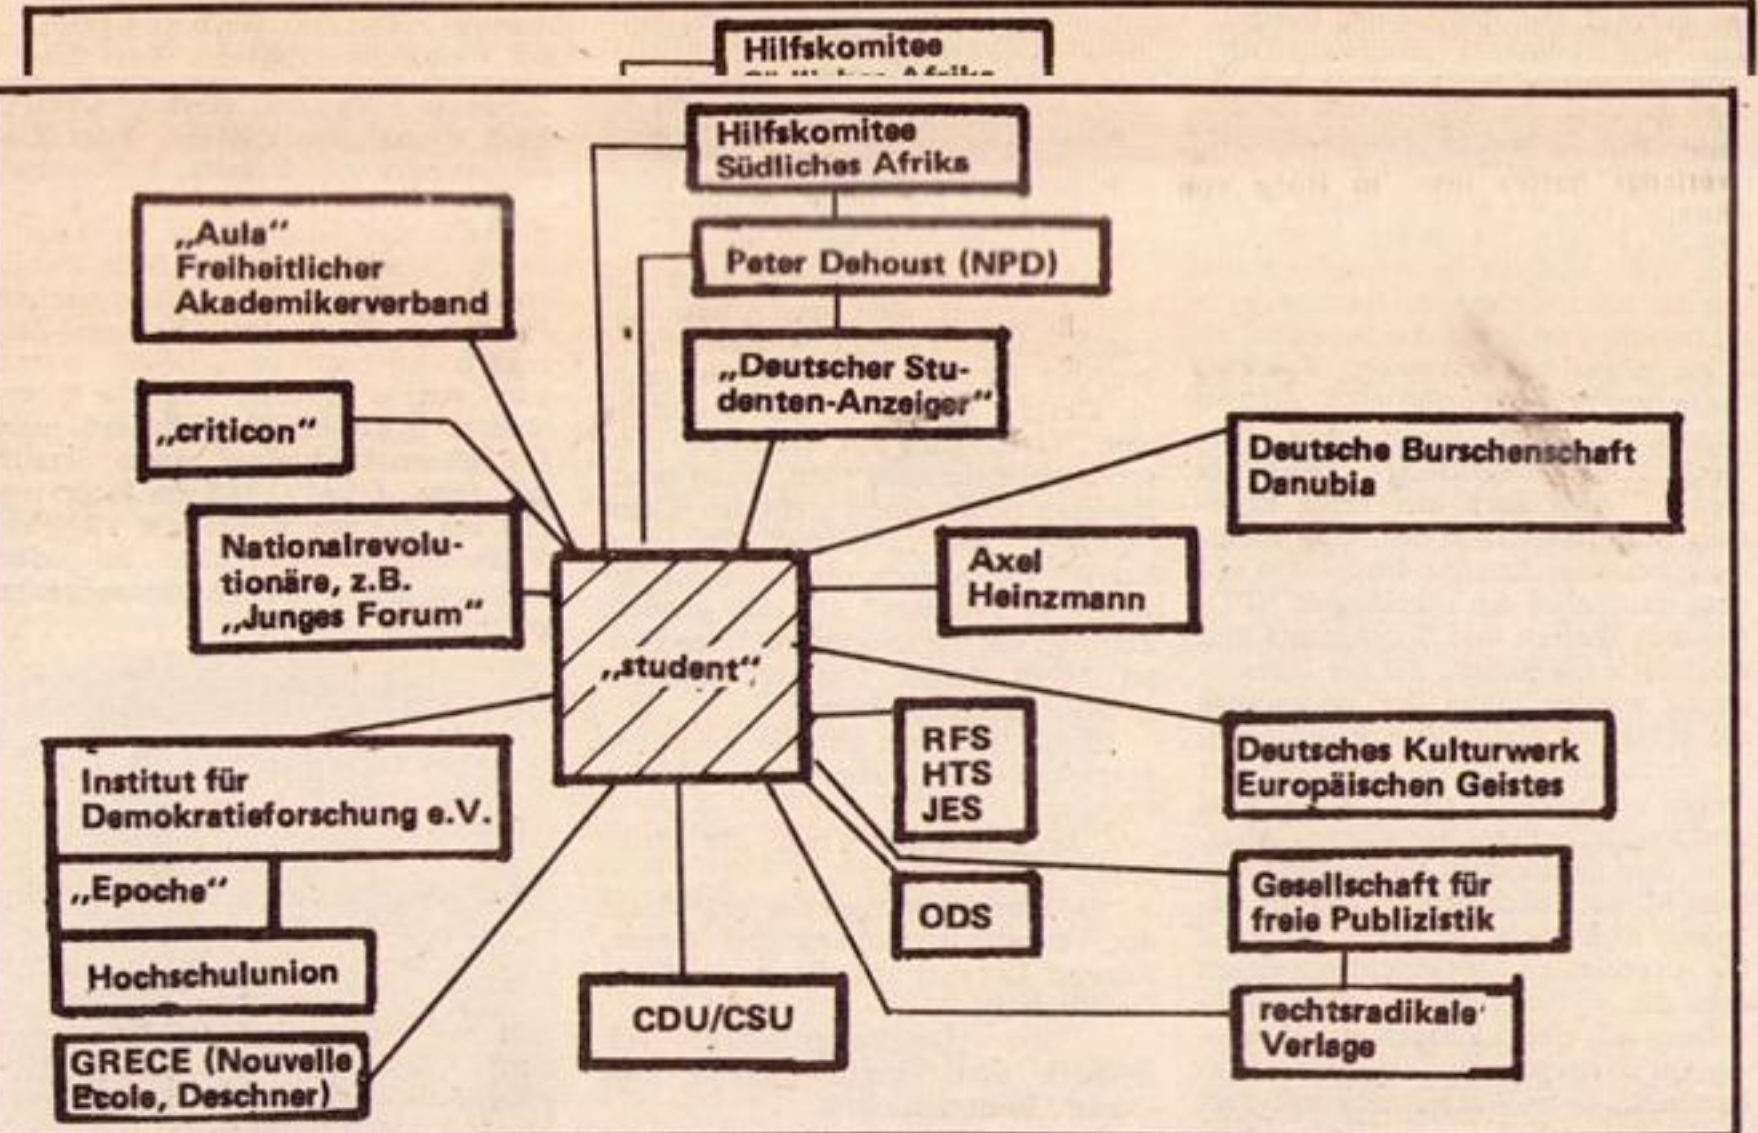 Hilfskomitee
Südliches Afrika
Hilfskomitee
Südliches Afrika
„Aula“
Freiheitlicher
Akademikerverband
Peter Dehoust (NPD)
„Deutscher Stu-
denten-Anzeiger“
„criticon“
Deutsche Burschenschaft
Danubia
Nationalrevolu-
tionäre, z.B.
„Junges Forum“
Axel
Heinzmann
„student“
RFS
HTS
JES
Deutsches Kulturwerk
Europäischen Geistes
Institut für
Demokratieforschung e.V.
„Epoche“
ODS
Gesellschaft für
freie Publizistik
Hochschulunion
CDU/CSU
rechtsradikale
Verlage
GRECE (Nouvelle
Ecole, Deschner)